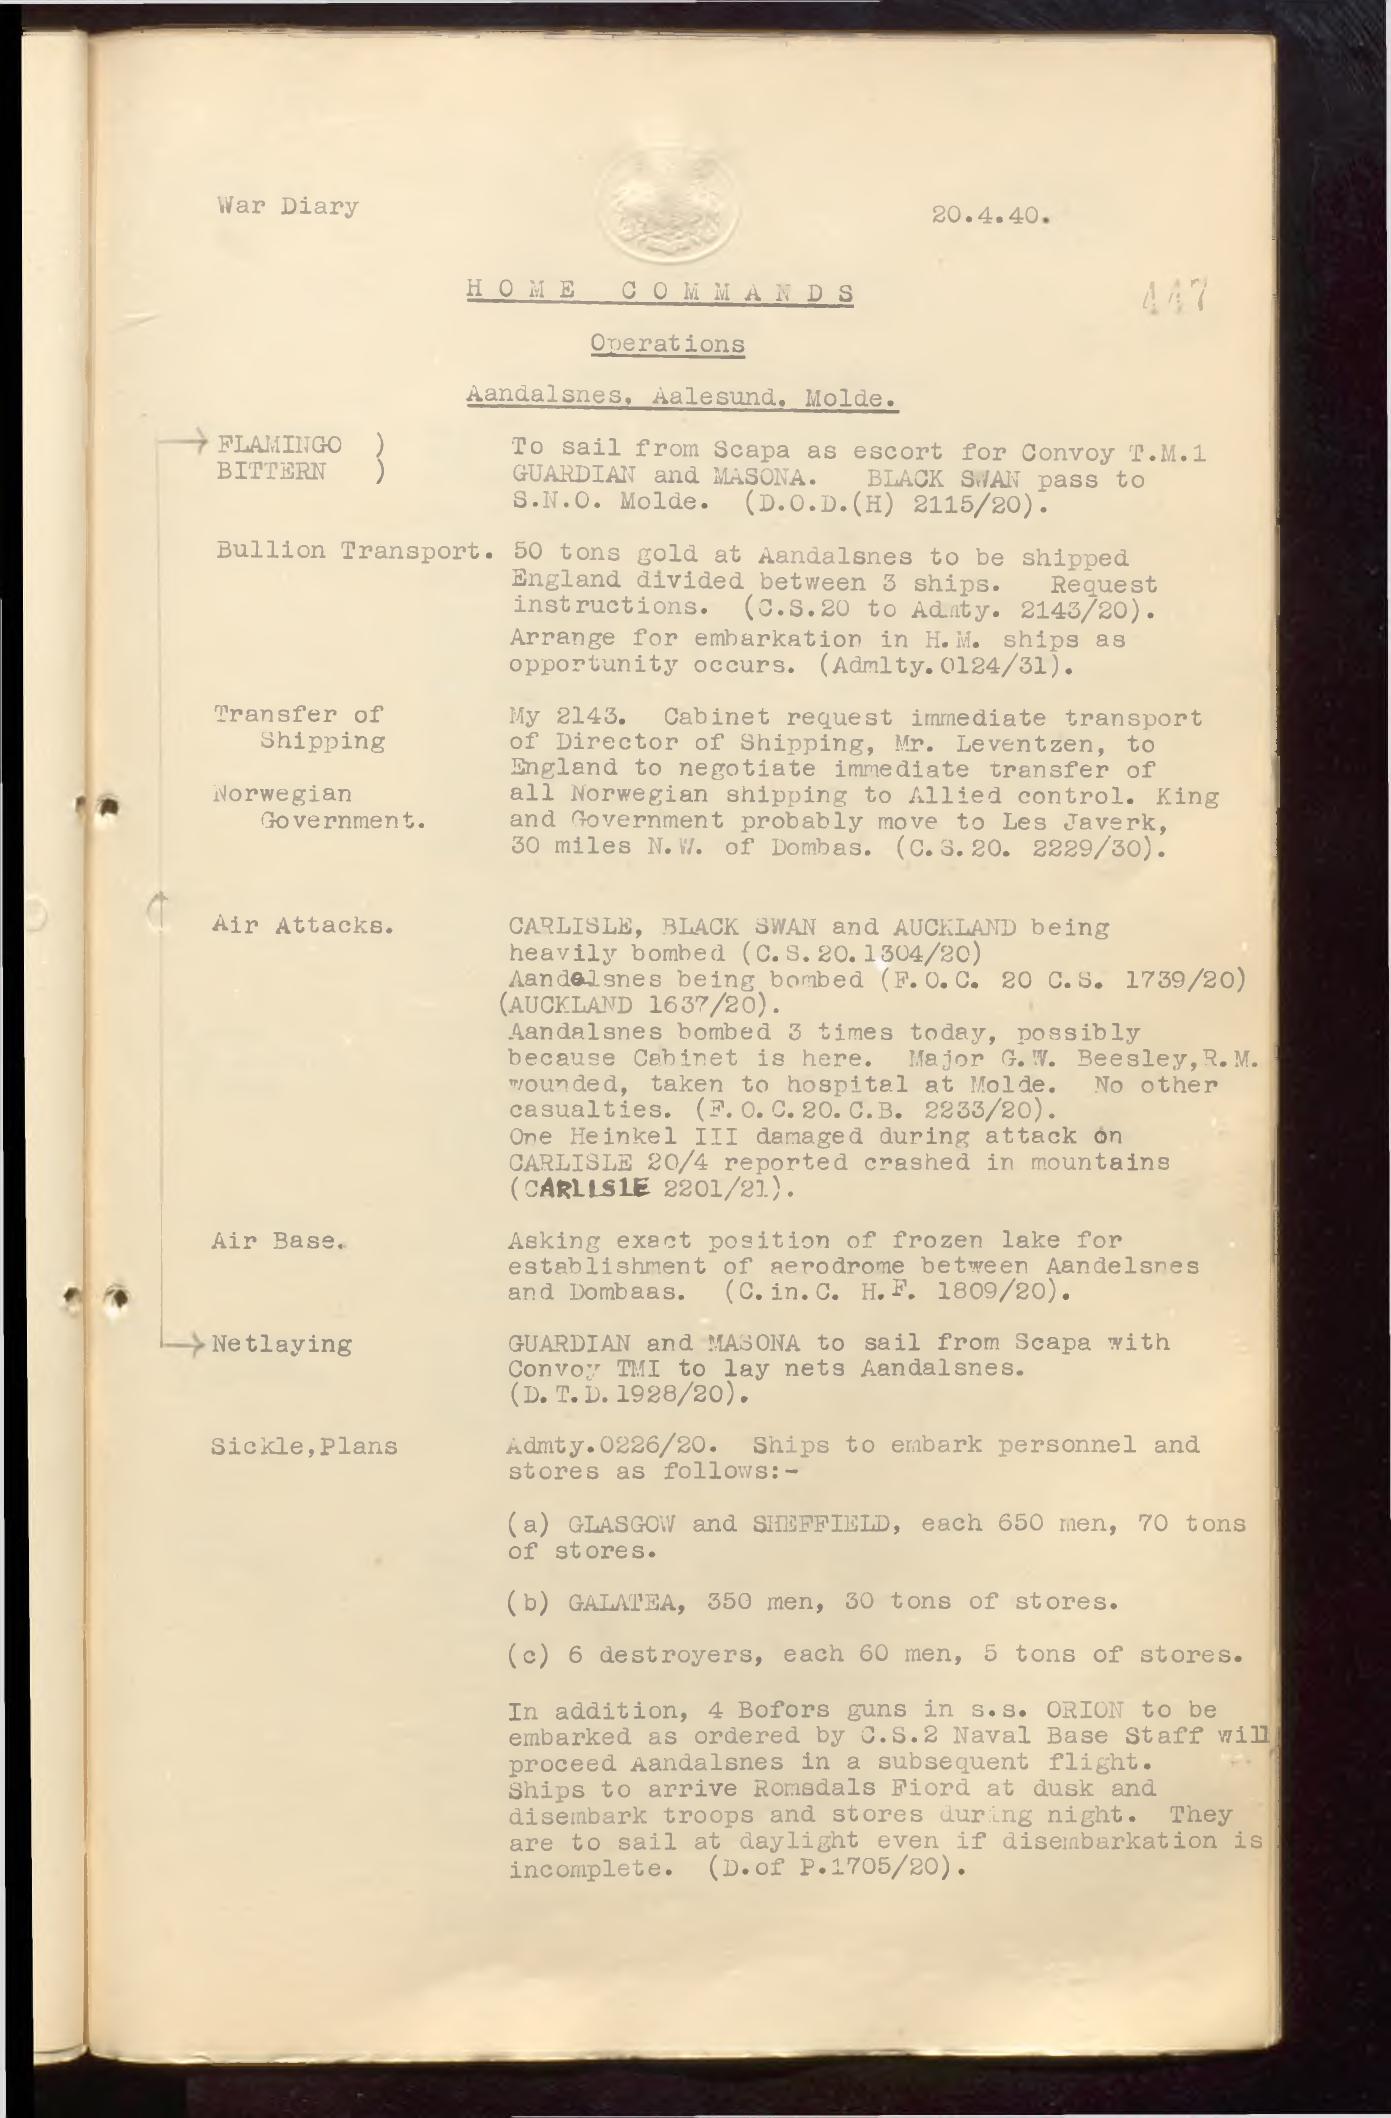 War Diary
20.4.40.
HOME COMMANDS
447
Operations
Aandalsnes, Aalesund, Molde.
FLAMINGO )
BITTERN )
To sail from Scapa as escort for Convoy T.M.1
GUARDIAN and MASONA. BLACK SWAN pass to
S.N.O. Molde. (D.O.D.(H) 2115/20).
Bullion Transport.
50 tons gold at Aandalsnes to be shipped
England divided between 3 ships. Request
instructions. (C.S.20 to Admty. 2143/20).
Arrange for embarkation in H.M. ships as
opportunity occurs. (Admlty.0124/31).
Transfer of
Shipping
My 2143. Cabinet request immediate transport
of Director of Shipping, Mr. Leventzen, to
England to negotiate immediate transfer of
Norwegian
Government.
all Norwegian shipping to Allied control. King
and Government probably move to Les Javerk,
30 miles N.W. of Dombas. (C.S.20. 2229/30).
Air Attacks.
CARLISLE, BLACK SWAN and AUCKLAND being
heavily bombed (C.S.20.1304/20)
Aandalsnes being bombed (F.O.C. 20 C.S. 1739/20)
(AUCKLAND 1637/20).
Aandalsnes bombed 3 times today, possibly
because Cabinet is here. Major G.W. Beesley,R.M.
wounded, taken to hospital at Molde. No other
casualties. (F.O.C.20.C.B. 2233/20).
One Heinkel III damaged during attack on
CARLISLE 20/4 reported crashed in mountains
(CARLISLE 2201/21).
Air Base.
Asking exact position of frozen lake for
establishment of aerodrome between Aandelsnes
and Dombaas. (C.in.C. H.F. 1809/20).
Netlaying
GUARDIAN and MASONA to sail from Scapa with
Convoy TMI to lay nets Aandalsnes.
(D.T.D.1928/20).
Sickle,Plans
Admty.0226/20. Ships to embark personnel and
stores as follows:-
(a) GLASGOW and SHEFFIELD, each 650 men, 70 tons
of stores.
(b) GALATEA, 350 men, 30 tons of stores.
(c) 6 destroyers, each 60 men, 5 tons of stores.
In addition, 4 Bofors guns in s.s. ORION to be
embarked as ordered by C.S.2 Naval Base Staff will
proceed Aandalsnes in a subsequent flight.
Ships to arrive Romsdals Fiord at dusk and
disembark troops and stores during night. They
are to sail at daylight even if disembarkation is
incomplete. (D.of P.1705/20).